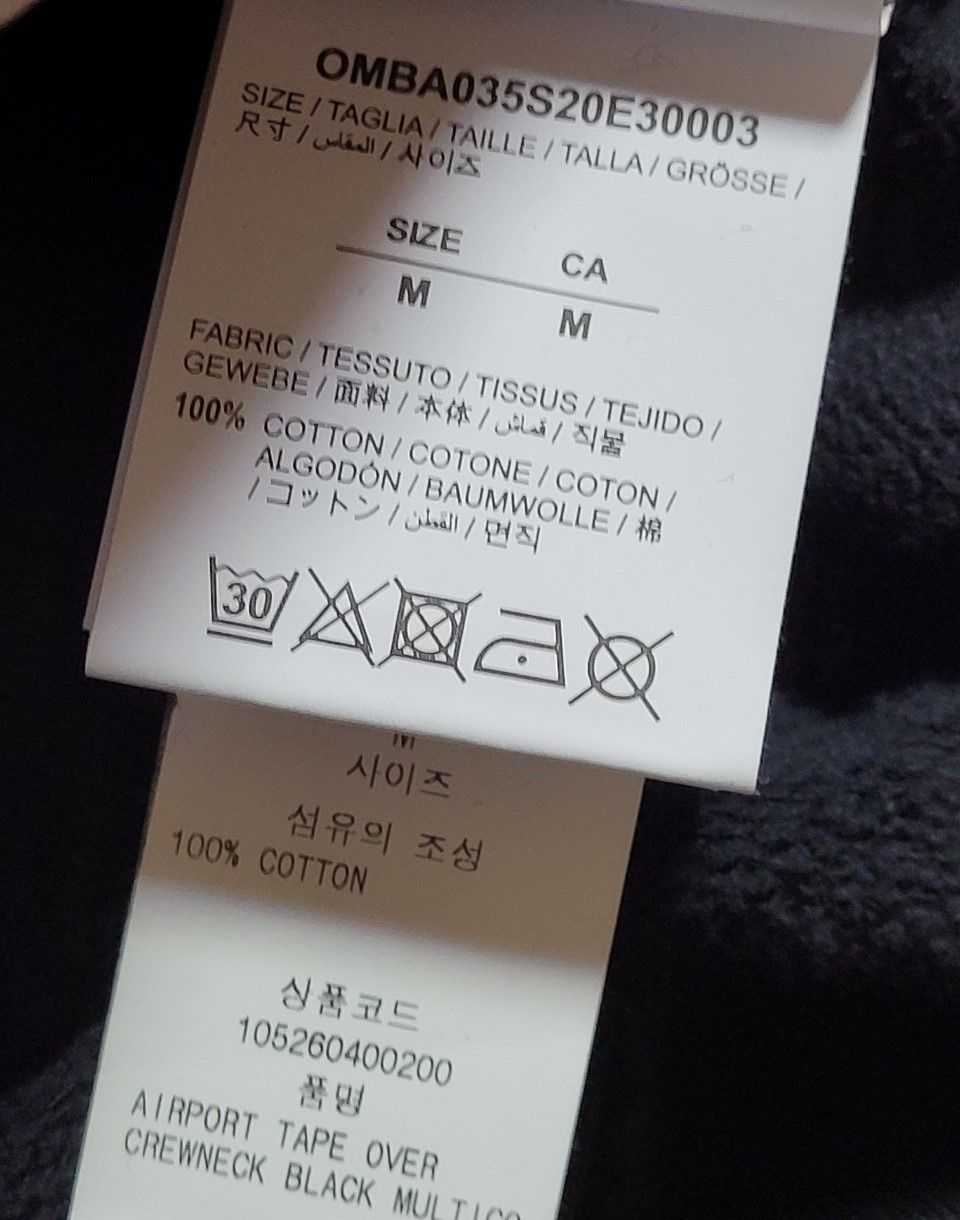 OMBA035S20E30003
SIZE / TAGLIA / TAILLE / TALLA / GRÖSSE /
尺寸 / المقاس / 사이즈
SIZE CA
M M
FABRIC / TESSUTO / TISSUS / TEJIDO /
GEWEBE / 面料 / 本体 / قماش / 직물
100% COTTON / COTONE / COTON /
ALGODÓN / BAUMWOLLE / 棉
/ コットン / القطن / 면직
30
M
사이즈
섬유의 조성
100% COTTON
상품코드
105260400200
품명
AIRPORT TAPE OVER
CREWNECK BLACK MULTICO